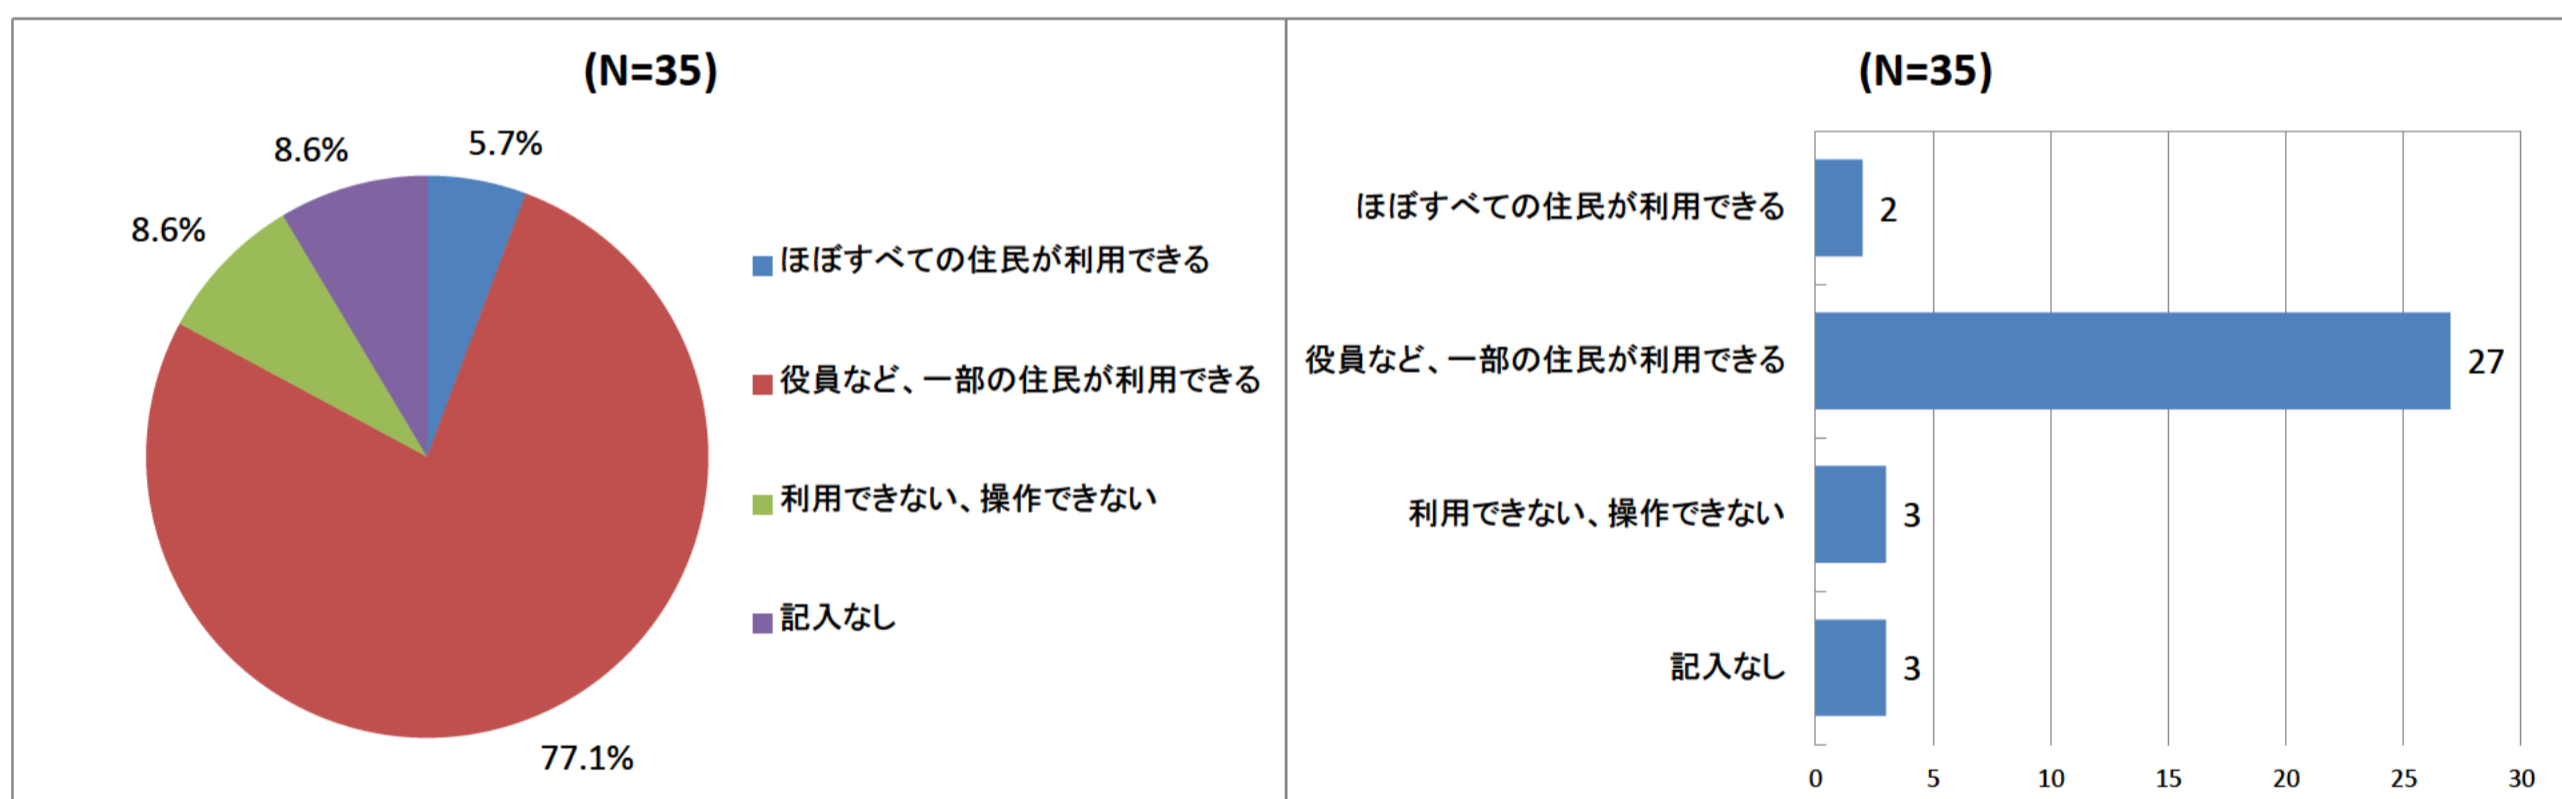 (N=35)
5.7%
8.6%
8.6%
77.1%
ほぼすべての住民が利用できる
役員など、一部の住民が利用できる
利用できない、操作できない
記入なし
(N=35)
ほぼすべての住民が利用できる 2
役員など、一部の住民が利用できる 27
利用できない、操作できない 3
記入なし 3
0 5 10 15 20 25 30